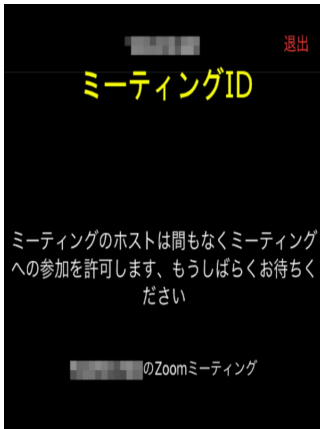 退出
ミーティングID
ミーティングのホストは間もなくミーティング
への参加を許可します、もうしばらくお待ちく
ださい
のZoomミーティング